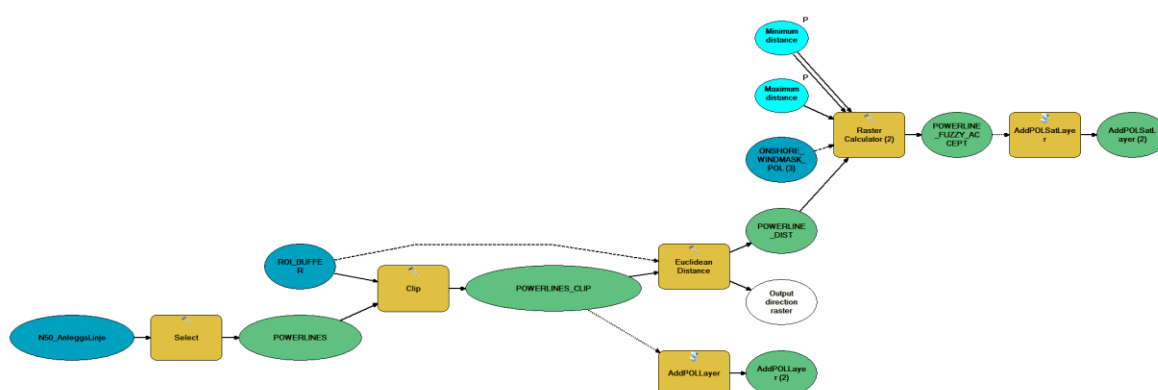 P
Minimum
distance
P
Maximum
distance
Raster
Calculator (2)
POWERLINE
_FUZZY_AC
CEPT
AddPOLSatLaye
r
AddPOLSatL
ayer (2)
ONSHORE_
WINDMASK_
POL (3)
POWERLINE
_DIST
ROI_BUFFE
R
Clip
POWERLINES_CLIP
Euclidean
Distance
Output
direction
raster
N50_AnleggsLinje
Select
POWERLINES
AddPOLLayer
AddPOLLaye
r (2)